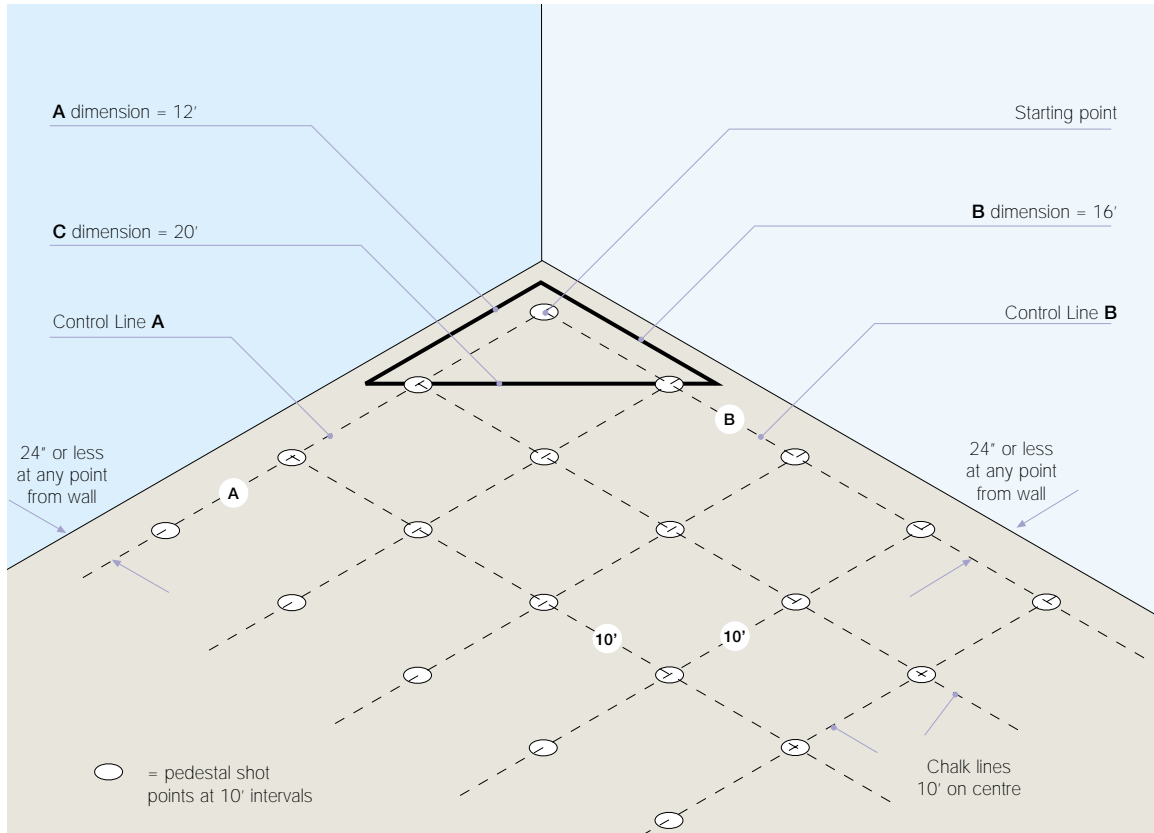 A dimension = 12′
Starting point
B dimension = 16′
C dimension = 20′
Control Line A
Control Line B
24″ or less
at any point
from wall
24″ or less
at any point
from wall
B
A
10’
10’
= pedestal shot
points at 10′ intervals
Chalk lines
10′ on centre